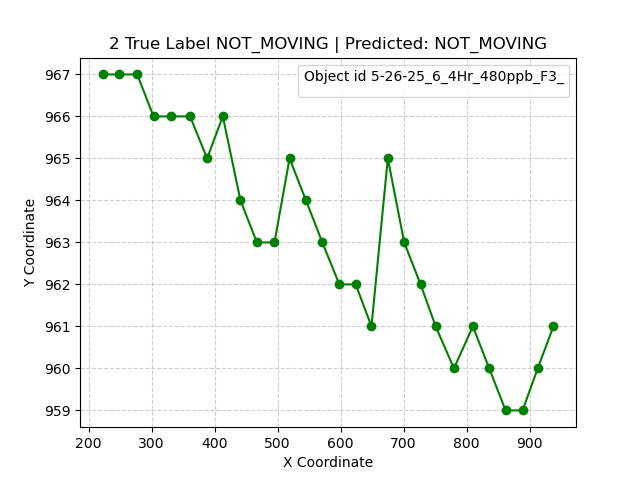 2 True Label NOT_MOVING | Predicted: NOT_MOVING
Object id 5-26-25_6_4Hr_480ppb_F3_
Y Coordinate
967
966
965
964
963
962
961
960
959
200 300 400 500 600 700 800 900
X Coordinate